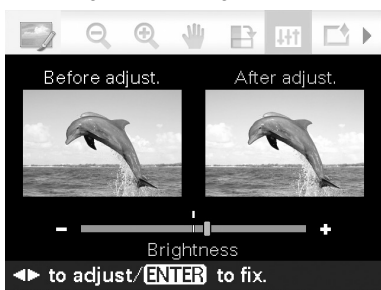 Before adjust. After adjust.
- +
Brightness
◀▶ to adjust/ENTER to fix.